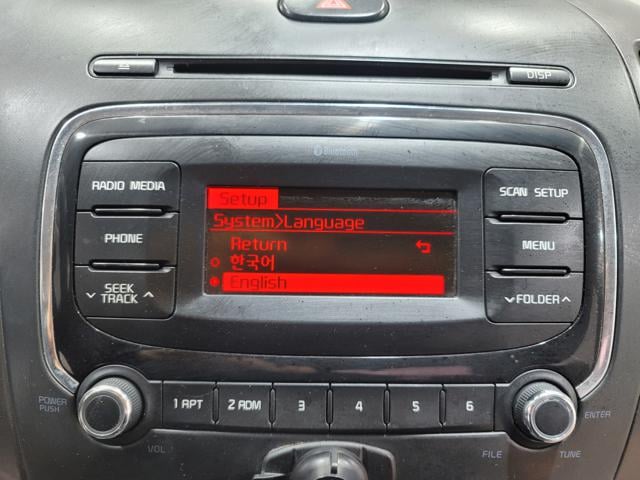 DISP
Bluetooth
RADIO MEDIA
SCAN SETUP
Setup
System>Language
Return
한국어
English
PHONE
MENU
SEEK
TRACK
FOLDER
POWER
PUSH
1 RPT
2 RDM
3
4
5
6
ENTER
VOL
FILE
TUNE